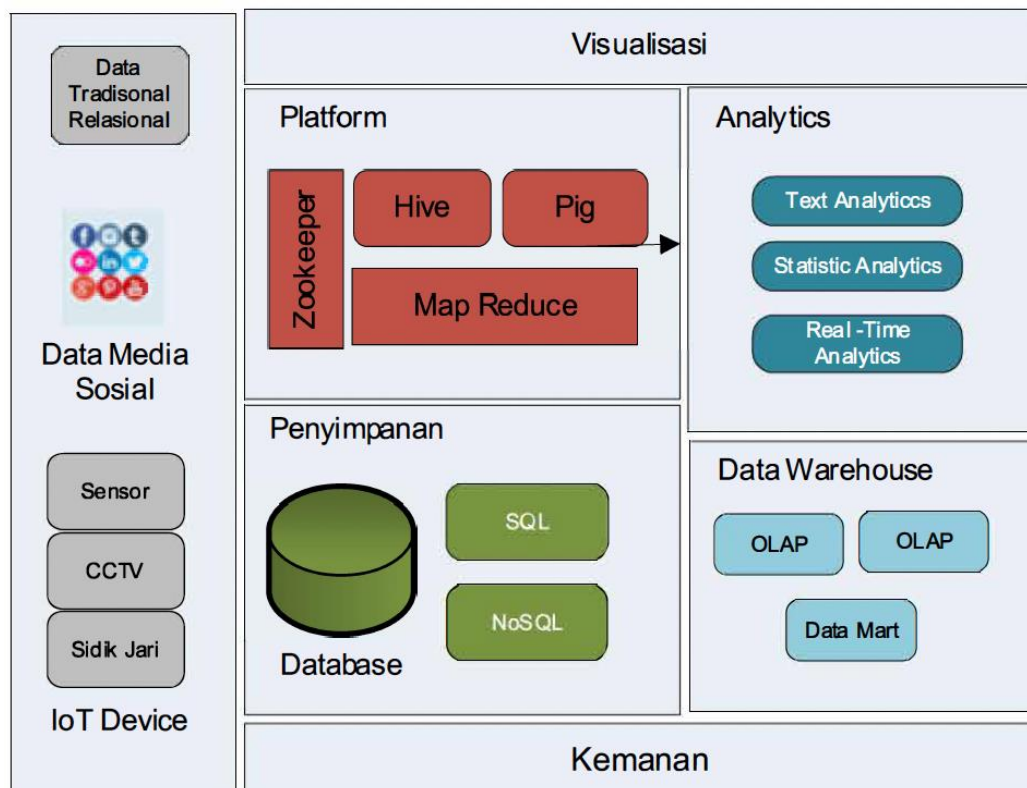 Data
Tradisonal
Relasional
Data Media
Sosial
Sensor
CCTV
Sidik Jari
IoT Device
Visualisasi
Platform
Zookeeper
Hive
Pig
Map Reduce
Analytics
Text Analyticcs
Statistic Analytics
Real -Time
Analytics
Penyimpanan
SQL
NoSQL
Database
Data Warehouse
OLAP
OLAP
Data Mart
Kemanan